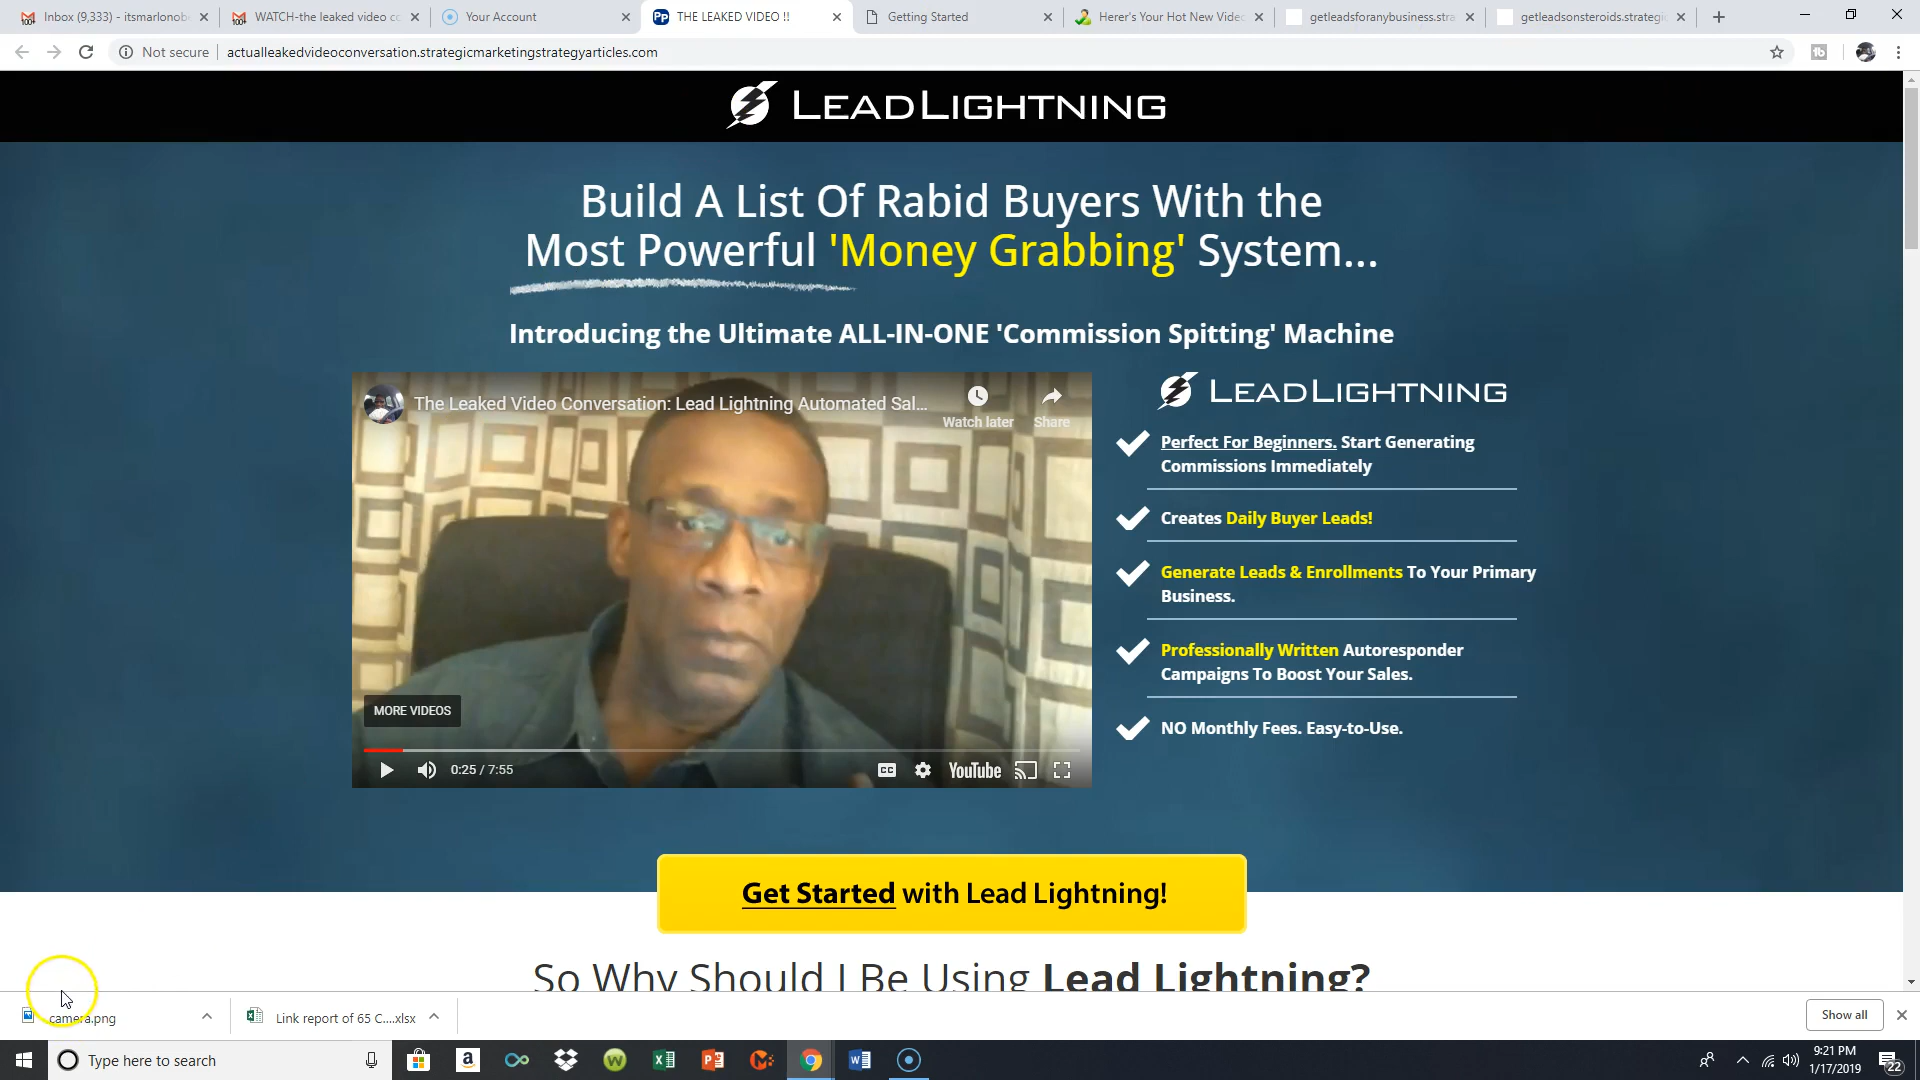 Inbox (9,333) - itsmarlonob
WATCH-the leaked video co
Your Account
THE LEAKED VIDEO !!
Getting Started
Herer's Your Hot New Video
getleadsforanybusiness.stra
getleadsonsteroids.strategi
Not secure
actualleakedvideoconversation.strategicmarketingstrategyarticles.com
LEADLIGHTNING
Build A List Of Rabid Buyers With the
Most Powerful 'Money Grabbing' System...
Introducing the Ultimate ALL-IN-ONE 'Commission Spitting' Machine
The Leaked Video Conversation: Lead Lightning Automated Sal...
Watch later
Share
MORE VIDEOS
0:25 / 7:55
CC
YouTube
LEADLIGHTNING
Perfect For Beginners. Start Generating
Commissions Immediately
Creates Daily Buyer Leads!
Generate Leads & Enrollments To Your Primary
Business.
Professionally Written Autoresponder
Campaigns To Boost Your Sales.
NO Monthly Fees. Easy-to-Use.
Get Started with Lead Lightning!
So Why Should I Be Using Lead Lightning?
camera.png
Link report of 65 C....xlsx
Show all
Type here to search
9:21 PM
1/17/2019
22